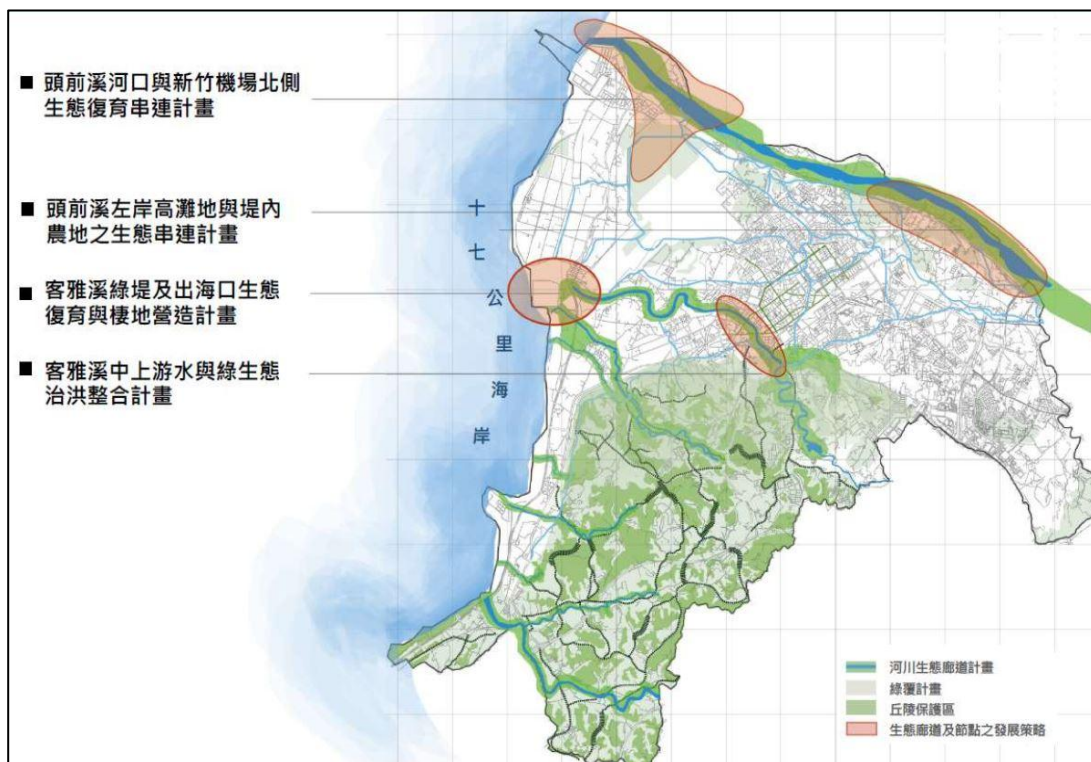 ■ 頭前溪河口與新竹機場北側
生態復育串連計畫
■ 頭前溪左岸高灘地與堤內
農地之生態串連計畫
■ 客雅溪綠堤及出海口生態
復育與棲地營造計畫
■ 客雅溪中上游水與綠生態
治洪整合計畫
十七公里海岸
河川生態廊道計畫
綠覆計畫
丘陵保護區
生態廊道及節點之發展策略